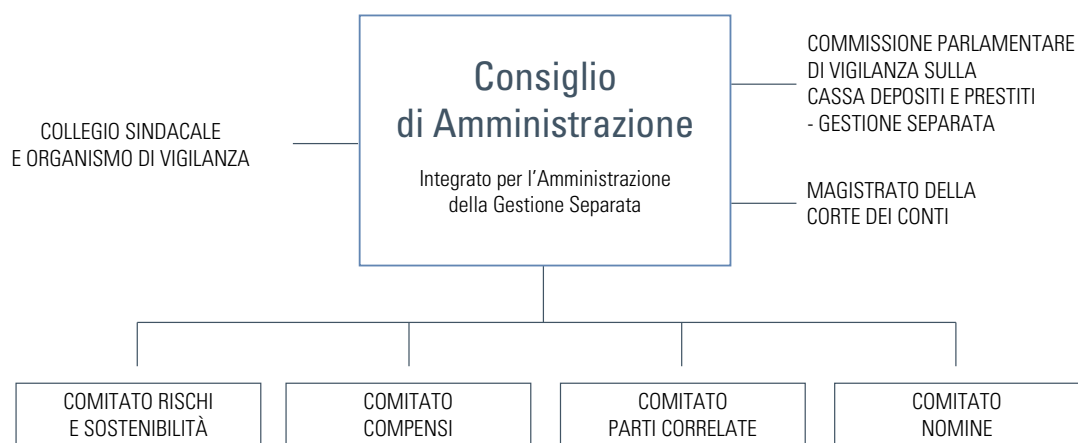 Consiglio
di Amministrazione
Integrato per l'Amministrazione
della Gestione Separata
COLLEGIO SINDACALE
E ORGANISMO DI VIGILANZA
COMMISSIONE PARLAMENTARE
DI VIGILANZA SULLA
CASSA DEPOSITI E PRESTITI
- GESTIONE SEPARATA
MAGISTRATO DELLA
CORTE DEI CONTI
COMITATO RISCHI
E SOSTENIBILITÀ
COMITATO
COMPENSI
COMITATO
PARTI CORRELATE
COMITATO
NOMINE